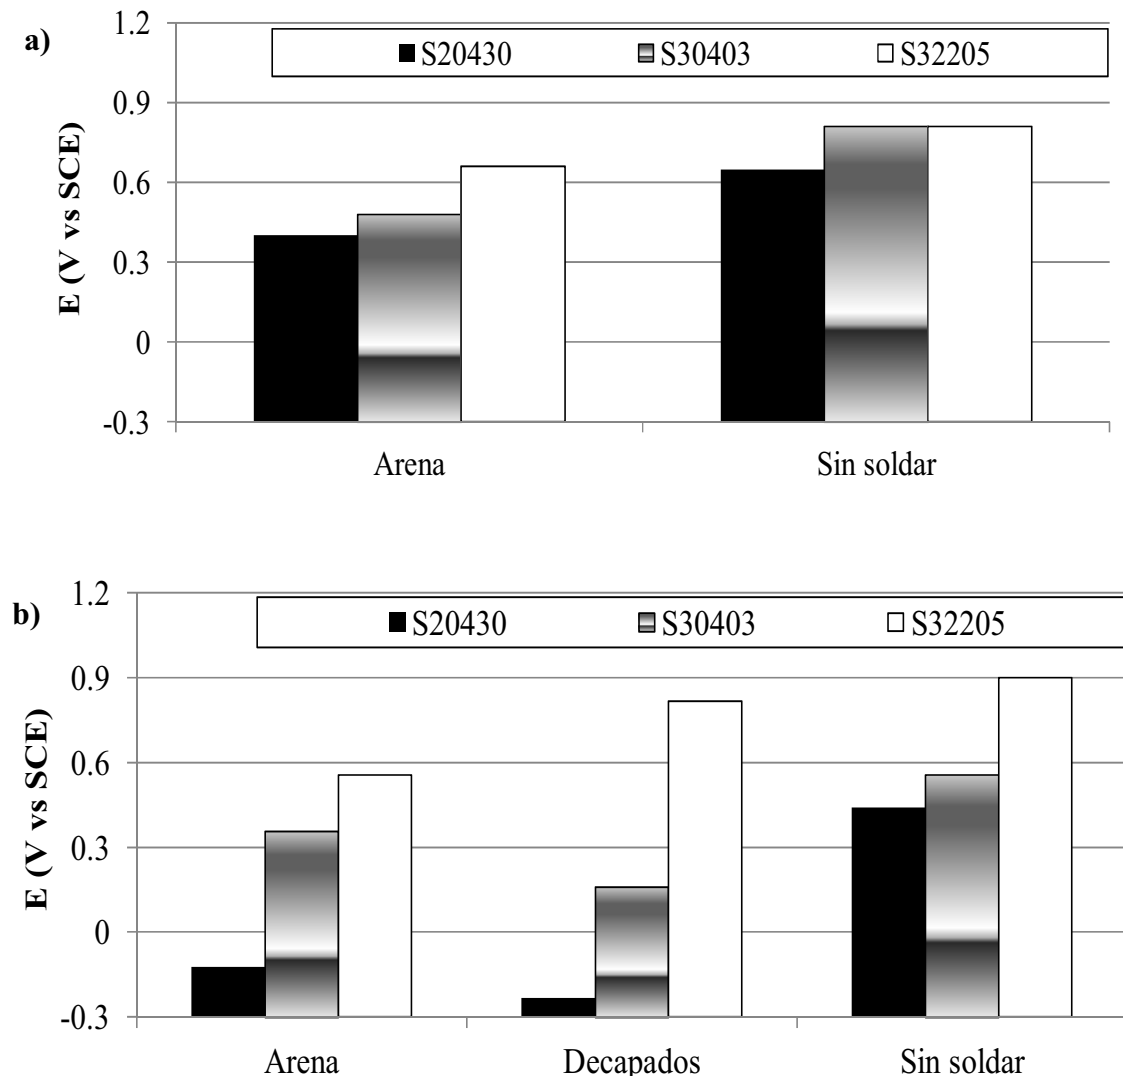 a)
E (V vs SCE)
1.2
0.9
0.6
0.3
0
-0.3
S20430 S30403 S32205
Arena Sin soldar
b)
E (V vs SCE)
1.2
0.9
0.6
0.3
0
-0.3
S20430 S30403 S32205
Arena Decapados Sin soldar